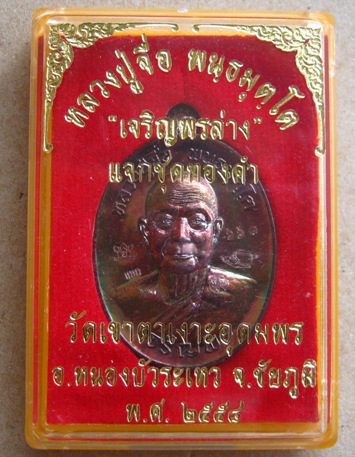 หลวงปู่จื่อ พนฺธมุตฺโต
"เจริญพรล่าง"
แจกชุดทองคำ
วัดเขาตาเงาะอุดมพร
อ.หนองบัวระเหว จ.ชัยภูมิ
พ.ศ. ๒๕๕๘